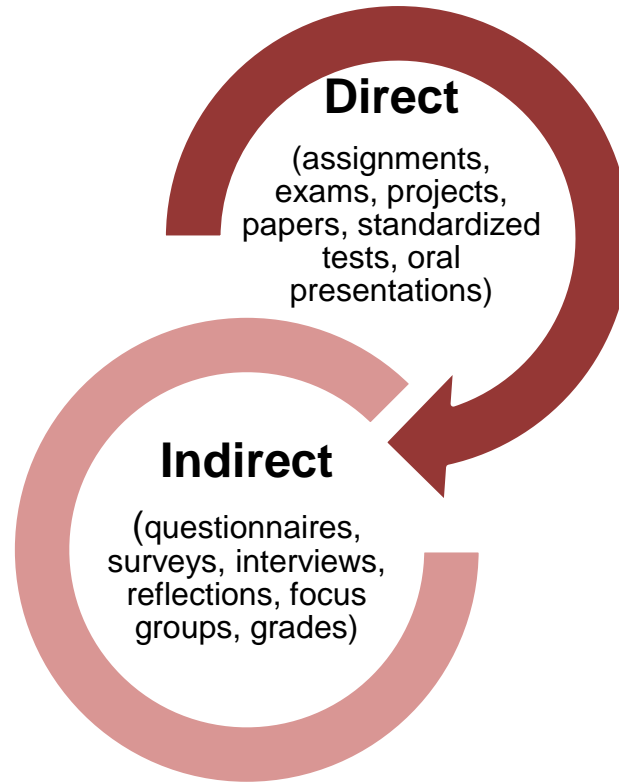 Direct
(assignments,
exams, projects,
papers, standardized
tests, oral
presentations)
Indirect
(questionnaires,
surveys, interviews,
reflections, focus
groups, grades)